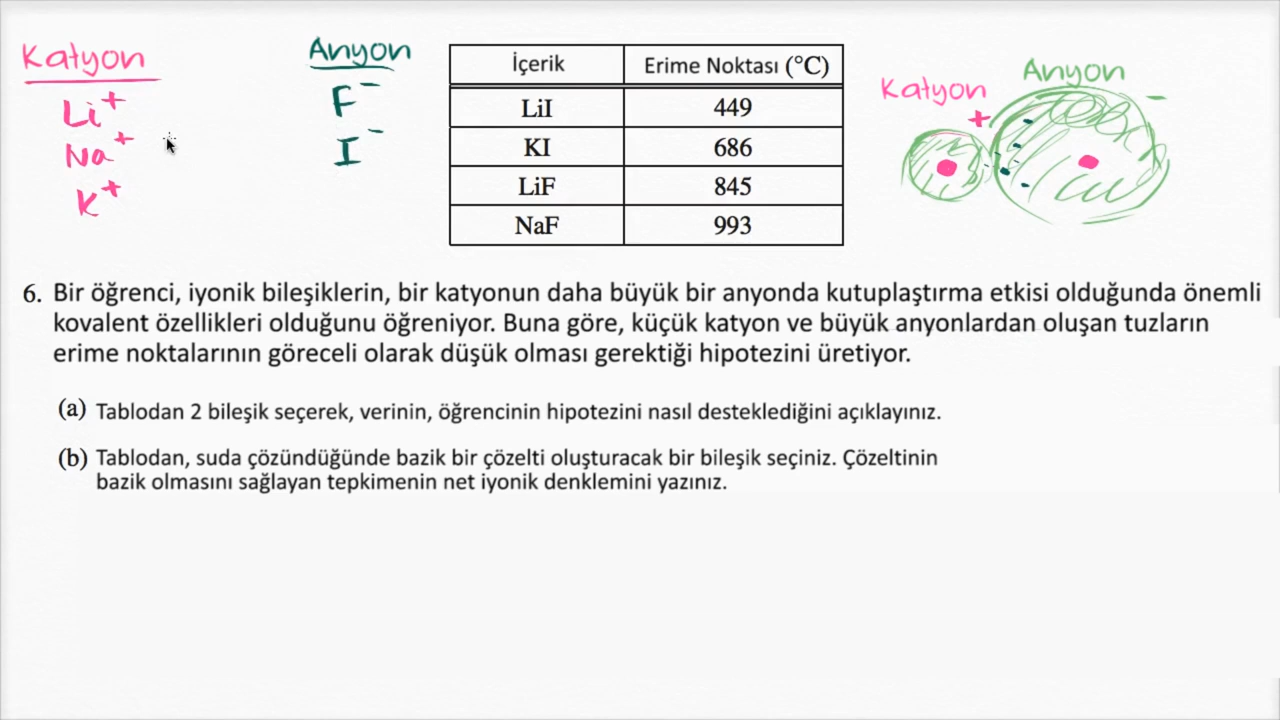 Katyon
Li+
Na+
K+
Anyon
F-
I-
İçerik Erime Noktası (°C)
LiI 449
KI 686
LiF 845
NaF 993
Katyon
+
Anyon
-
6. Bir öğrenci, iyonik bileşiklerin, bir katyonun daha büyük bir anyonda kutuplaştırma etkisi olduğunda önemli
kovalent özellikleri olduğunu öğreniyor. Buna göre, küçük katyon ve büyük anyonlardan oluşan tuzların
erime noktalarının göreceli olarak düşük olması gerektiği hipotezini üretiyor.
(a) Tablodan 2 bileşik seçerek, verinin, öğrencinin hipotezini nasıl desteklediğini açıklayınız.
(b) Tablodan, suda çözündüğünde bazik bir çözelti oluşturacak bir bileşik seçiniz. Çözeltinin
bazik olmasını sağlayan tepkimenin net iyonik denklemini yazınız.